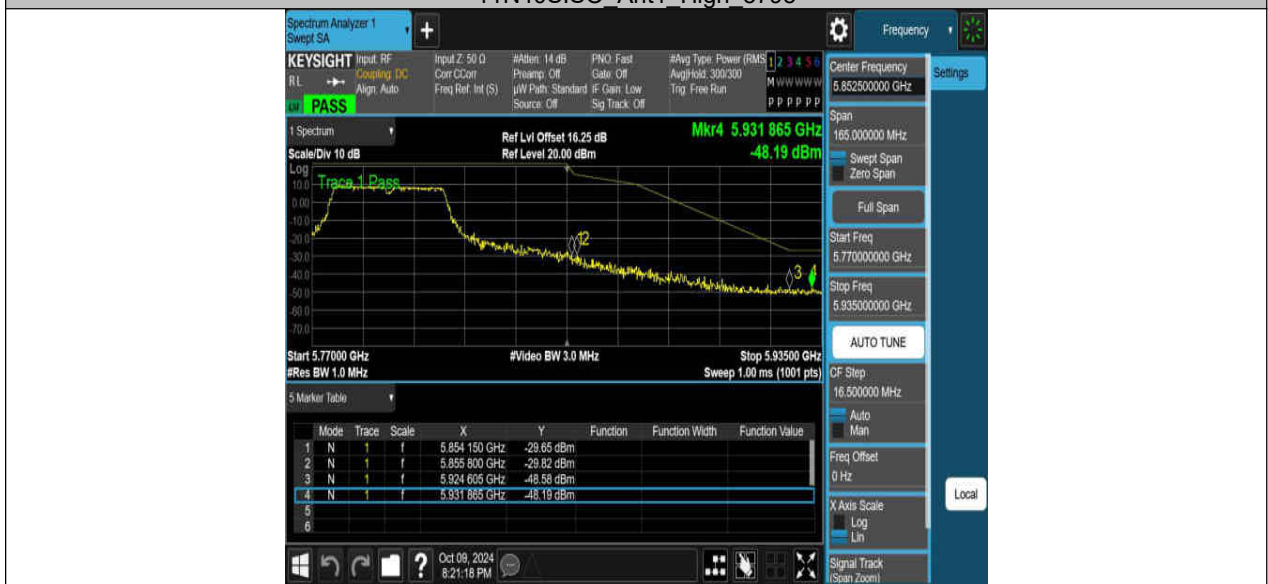 Spectrum Analyzer 1
Swept SA
+
Frequency
KEYSIGHT
RL
PASS
Input: RF
Coupling: DC
Align: Auto
Input Z: 50 Ω
Corr CCorr
Freq Ref: Int (S)
#Atten: 14 dB
Preamp: Off
µW Path: Standard
Source: Off
PNO: Fast
Gate: Off
IF Gain: Low
Sig Track: Off
#Avg Type: Power (RMS
Avg|Hold: 300/300
Trig: Free Run
1 2 3 4 5 6
M W W W W W
P P P P P P
1 Spectrum
Scale/Div 10 dB
Ref Lvl Offset 16.25 dB
Ref Level 20.00 dBm
Mkr4 5.931 865 GHz
-48.19 dBm
Log
Trace 1 Pass
10.0
0.00
-10.0
-20.0
-30.0
-40.0
-50.0
-60.0
-70.0
1 2
3 4
Start 5.77000 GHz
#Video BW 3.0 MHz
Stop 5.93500 GHz
#Res BW 1.0 MHz
Sweep 1.00 ms (1001 pts)
5 Marker Table
Mode Trace Scale X Y Function Function Width Function Value
1 N 1 f 5.854 150 GHz -29.65 dBm
2 N 1 f 5.855 800 GHz -29.82 dBm
3 N 1 f 5.924 605 GHz -48.58 dBm
4 N 1 f 5.931 865 GHz -48.19 dBm
5
6
?
Oct 09, 2024
8:21:18 PM
Center Frequency
5.852500000 GHz
Settings
Span
165.000000 MHz
Swept Span
Zero Span
Full Span
Start Freq
5.770000000 GHz
Stop Freq
5.935000000 GHz
AUTO TUNE
CF Step
16.500000 MHz
Auto
Man
Freq Offset
0 Hz
X Axis Scale
Log
Lin
Local
Signal Track
(Span Zoom)